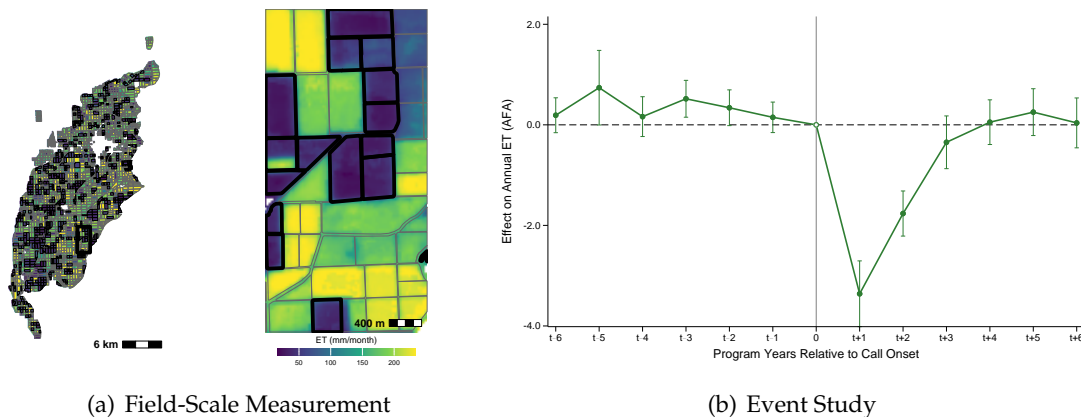 6 km
400 m
ET (mm/month)
50 100 150 200
(a) Field-Scale Measurement
Effect on Annual ET (AFA)
2.0
0.0
-2.0
-4.0
t-6 t-5 t-4 t-3 t-2 t-1 0 t+1 t+2 t+3 t+4 t+5 t+6
Program Years Relative to Call Onset
(b) Event Study